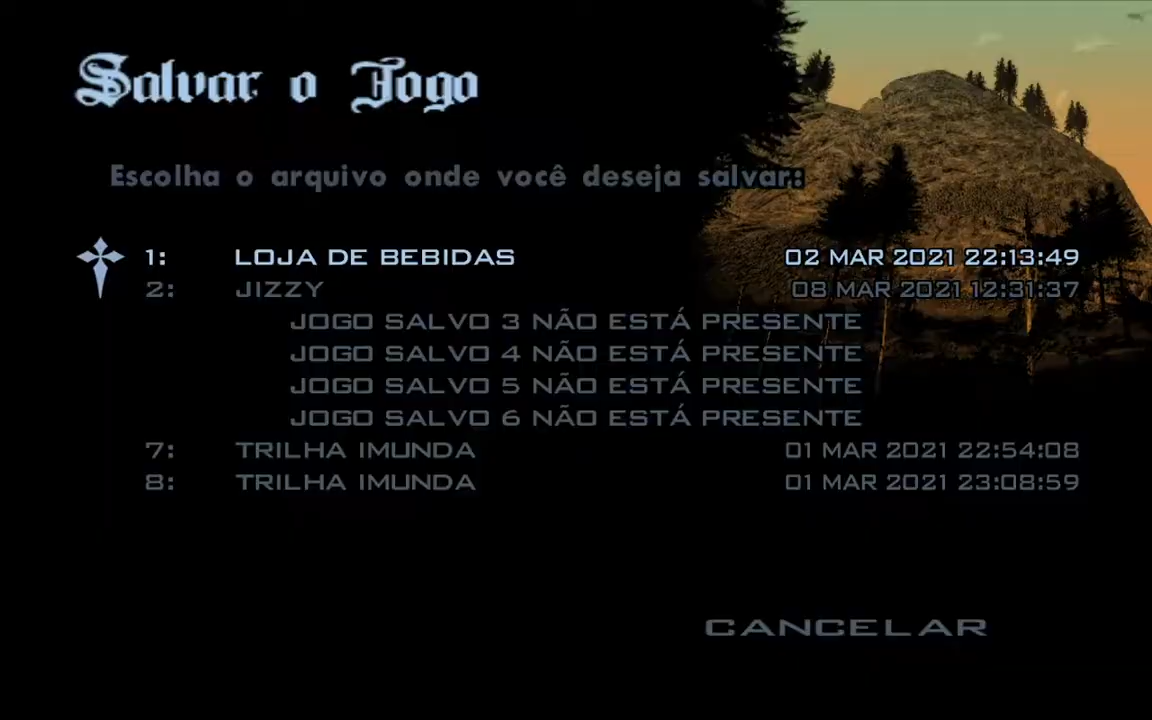 Salvar o Jogo
Escolha o arquivo onde você deseja salvar:
1: LOJA DE BEBIDAS 02 MAR 2021 22:13:49
2: JIZZY 08 MAR 2021 12:31:37
JOGO SALVO 3 NÃO ESTÁ PRESENTE
JOGO SALVO 4 NÃO ESTÁ PRESENTE
JOGO SALVO 5 NÃO ESTÁ PRESENTE
JOGO SALVO 6 NÃO ESTÁ PRESENTE
7: TRILHA IMUNDA 01 MAR 2021 22:54:08
8: TRILHA IMUNDA 01 MAR 2021 23:08:59
CANCELAR